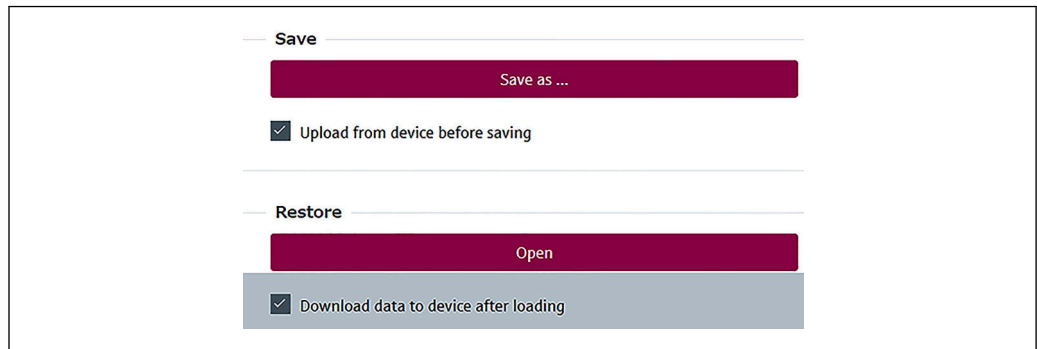 Save
Save as ...
Upload from device before saving
Restore
Open
Download data to device after loading